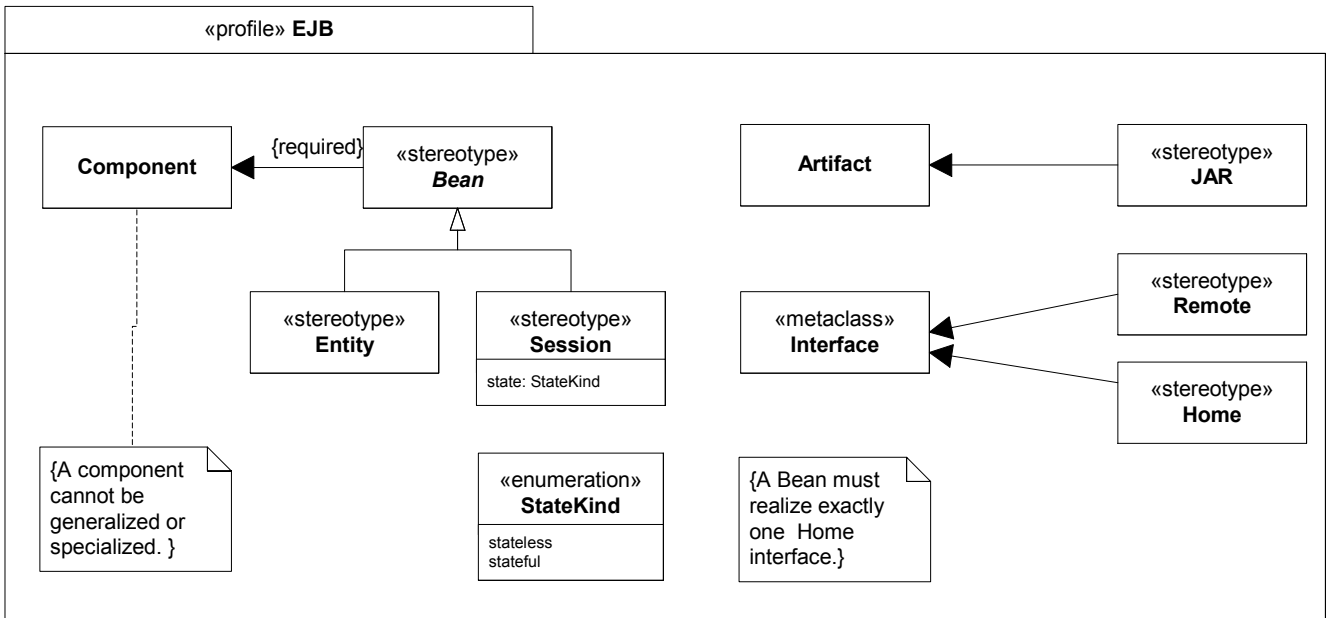 «profile» EJB
Component
{required}
«stereotype»
Bean
Artifact
«stereotype»
JAR
«stereotype»
Entity
«stereotype»
Session
state: StateKind
«metaclass»
Interface
«stereotype»
Remote
«stereotype»
Home
{A component
cannot be
generalized or
specialized. }
«enumeration»
StateKind
stateless
stateful
{A Bean must
realize exactly
one Home
interface.}